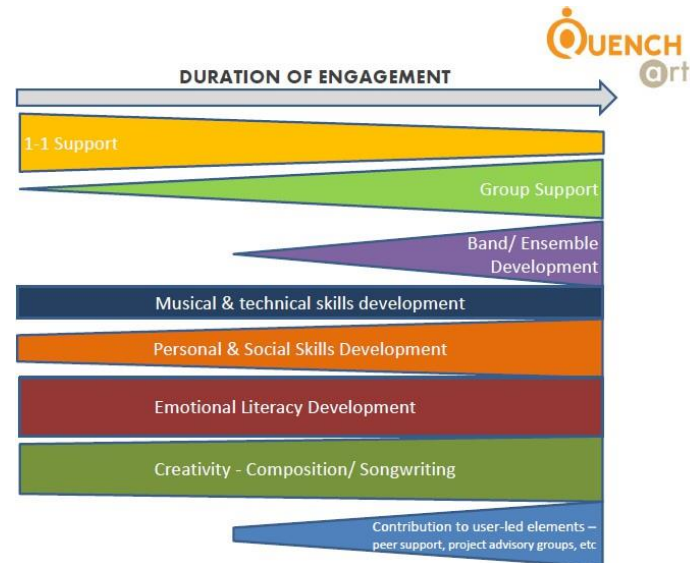 QUENCH
@rt
DURATION OF ENGAGEMENT
1-1 Support
Group Support
Band/ Ensemble
Development
Musical & technical skills development
Personal & Social Skills Development
Emotional Literacy Development
Creativity - Composition/ Songwriting
Contribution to user-led elements –
peer support, project advisory groups, etc